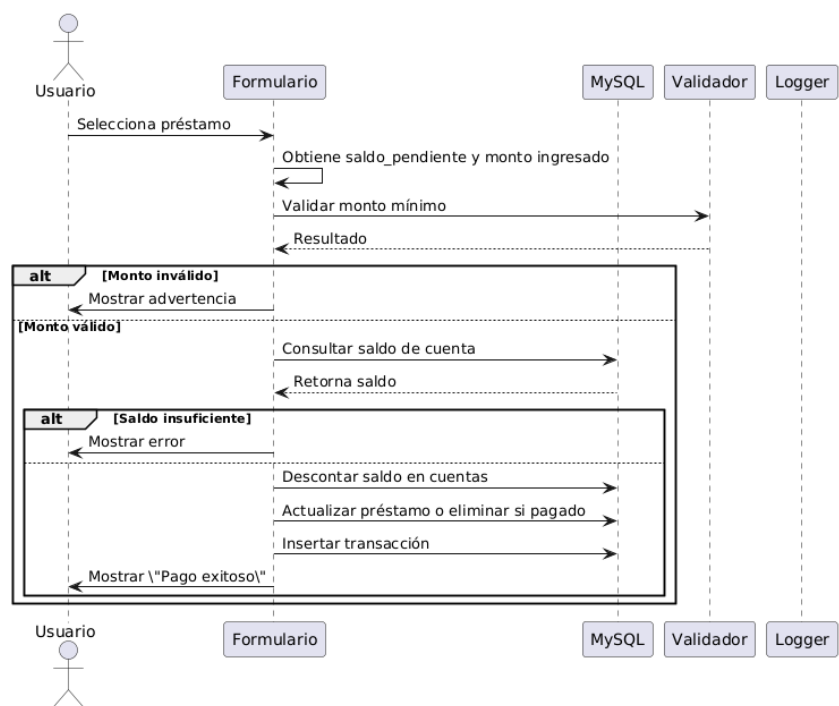 Usuario
Formulario
MySQL
Validador
Logger
Selecciona préstamo
Obtiene saldo_pendiente y monto ingresado
Validar monto mínimo
Resultado
alt [Monto inválido]
Mostrar advertencia
[Monto válido]
Consultar saldo de cuenta
Retorna saldo
alt [Saldo insuficiente]
Mostrar error
Descontar saldo en cuentas
Actualizar préstamo o eliminar si pagado
Insertar transacción
Mostrar \"Pago exitoso\"
Usuario
Formulario
MySQL
Validador
Logger